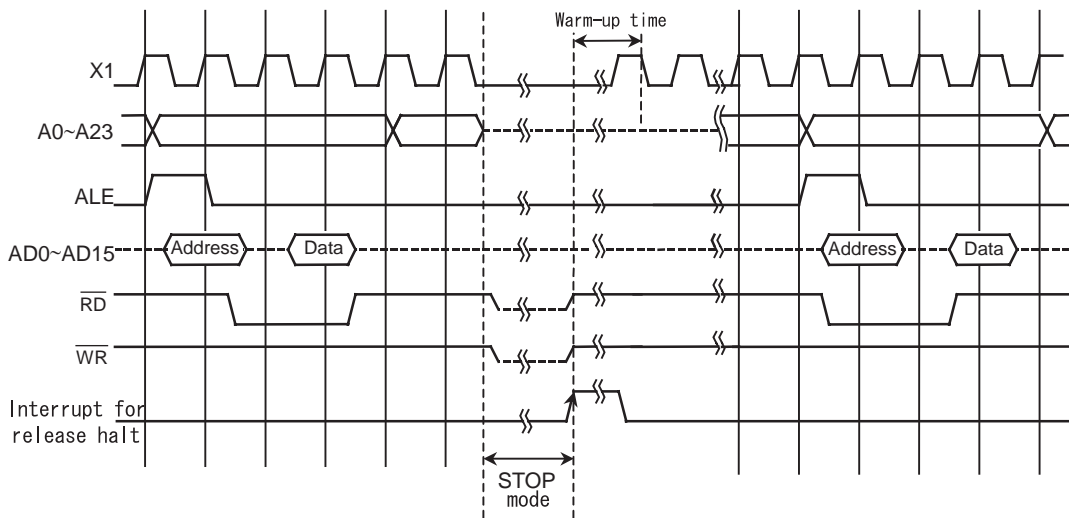 Warm-up time
X1
A0~A23
ALE
AD0~AD15 Address Data Address Data
RD
WR
Interrupt for
release halt
STOP
mode